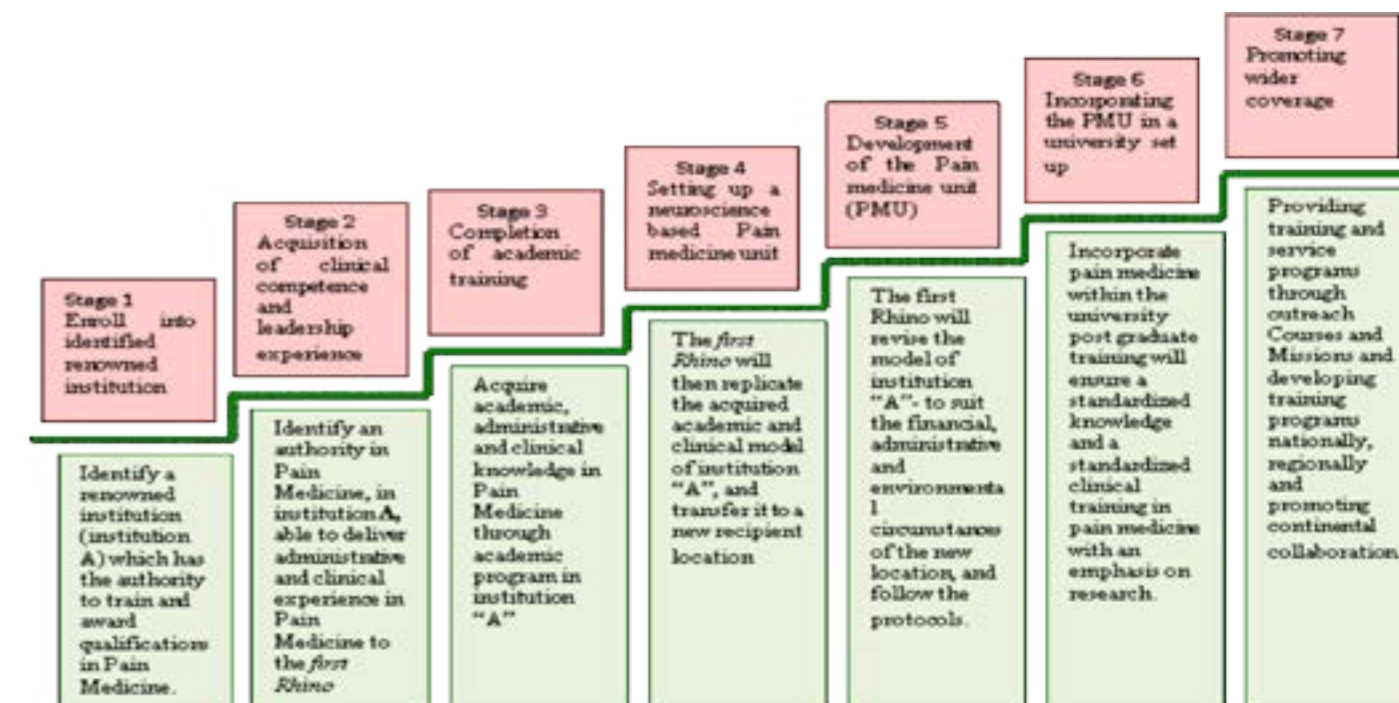 Stage 1
Enroll into
identified
renowned
institution
Identify a
renowned
institution
(institution
A) which has
the authority
to train and
award
qualifications
in Pain
Medicine.
Stage 2
Acquisition
of clinical
competence
and
leadership
experience
Identify an
authority in
Pain
Medicine, in
institution A,
able to deliver
administrative
and clinical
experience in
Pain
Medicine to
the first
Rhino
Stage 3
Completion
of academic
training
Acquire
academic,
administrative
and clinical
knowledge in
Pain
Medicine
through
academic
program in
institution
“A”
Stage 4
Setting up a
neuroscience
based Pain
medicine unit
The first
Rhino will
then replicate
the acquired
academic and
clinical model
of institution
“A”, and
transfer it to a
new recipient
location
Stage 5
Development
of the Pain
medicine unit
(PMU)
The first
Rhino will
revise the
model of
institution
“A”- to suit
the financial,
administrative
and
environmenta
l
circumstances
of the new
location, and
follow the
protocols.
Stage 6
Incorporating
the PMU in a
university set
up
Incorporate
pain medicine
within the
university
post graduate
training will
ensure a
standardized
knowledge
and a
standardized
clinical
training in
pain medicine
with an
emphasis on
research.
Stage 7
Promoting
wider
coverage
Providing
training and
service
programs
through
outreach
Courses and
Missions and
developing
training
programs
nationally,
regionally
and
promoting
continental
collaboration